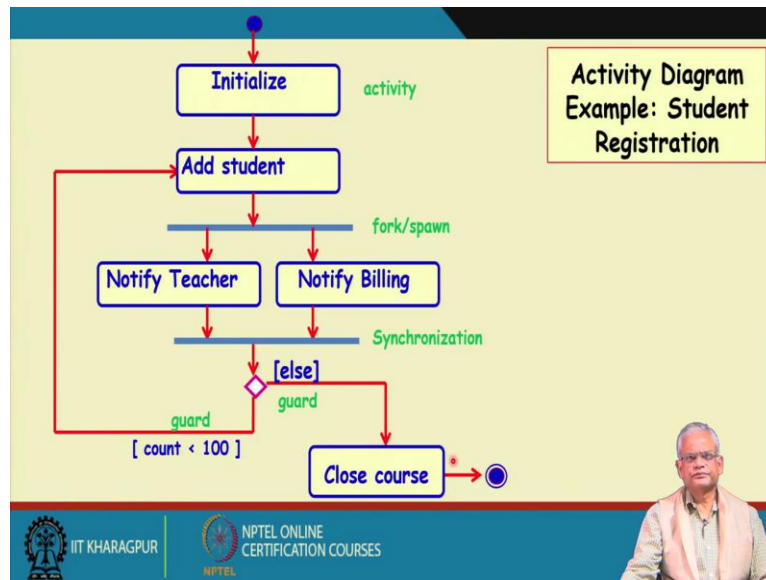 Activity Diagram
Example: Student
Registration
Initialize
activity
Add student
fork/spawn
Notify Teacher
Notify Billing
Synchronization
[else]
guard
guard
[ count < 100 ]
Close course
IIT KHARAGPUR
NPTEL
NPTEL ONLINE
CERTIFICATION COURSES